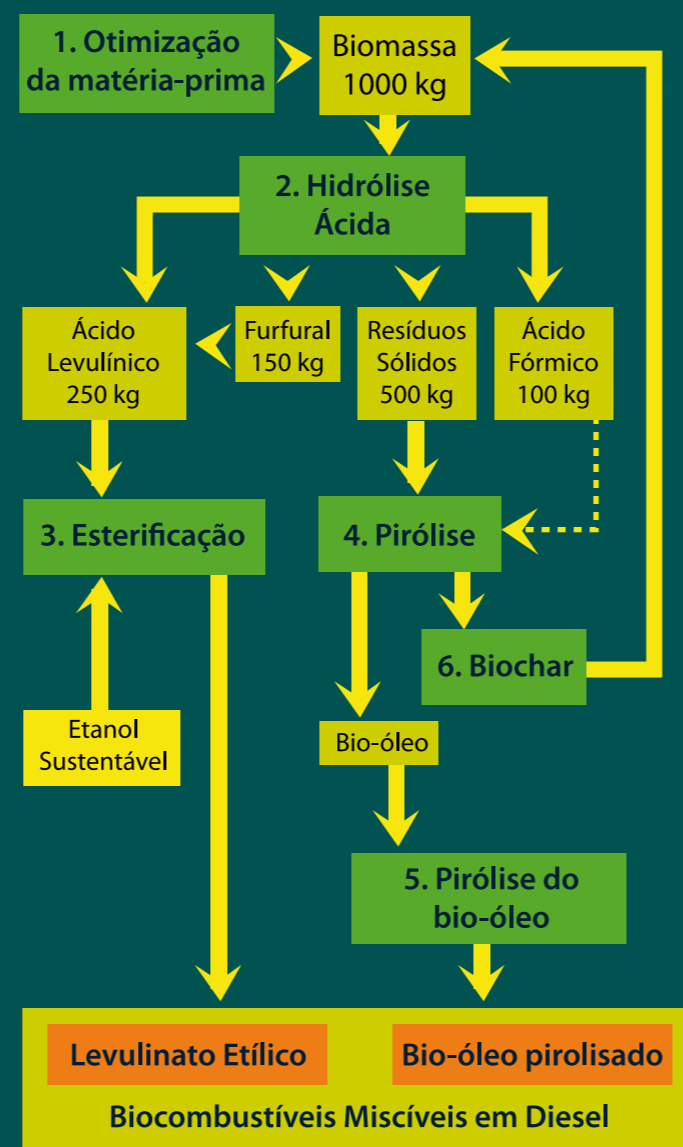 1. Otimização
da matéria-prima
Biomassa
1000 kg
2. Hidrólise
Ácida
Ácido
Levulínico
250 kg
Furfural
150 kg
Resíduos
Sólidos
500 kg
Ácido
Fórmico
100 kg
3. Esterificação
4. Pirólise
6. Biochar
Etanol
Sustentável
Bio-óleo
5. Pirólise do
bio-óleo
Levulinato Etílico
Bio-óleo pirolisado
Biocombustíveis Miscíveis em Diesel